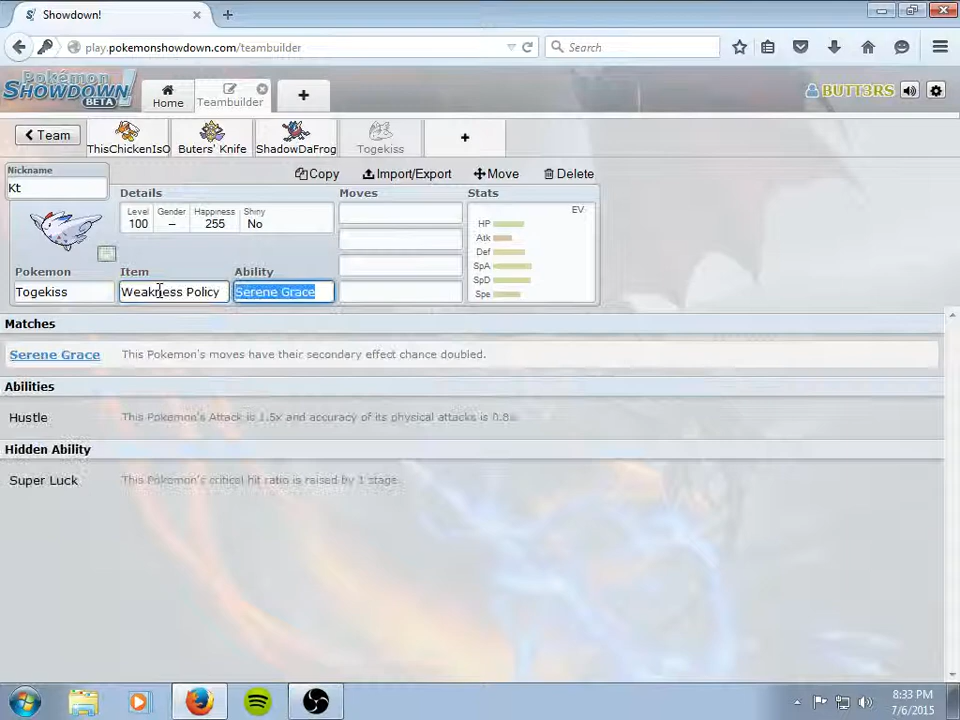 Showdown!
play.pokemonshowdown.com/teambuilder
Search
Pokémon
SHOWDOWN!
BETA
Home
Teambuilder
BUTT3RS
Team
ThisChickenIsO
Buters' Knife
ShadowDaFrog
Togekiss
Nickname
Kt
Copy
Import/Export
Move
Delete
Details
Moves
Stats
Level
Gender
Happiness
Shiny
100
–
255
No
EV
HP
Atk
Def
SpA
SpD
Spe
Pokemon
Item
Ability
Togekiss
Weakness Policy
Serene Grace
Matches
Serene Grace
This Pokemon's moves have their secondary effect chance doubled.
Abilities
Hustle
This Pokemon's Attack is 1.5x and accuracy of its physical attacks is 0.8x.
Hidden Ability
Super Luck
This Pokemon's critical hit ratio is raised by 1 stage.
8:33 PM
7/6/2015